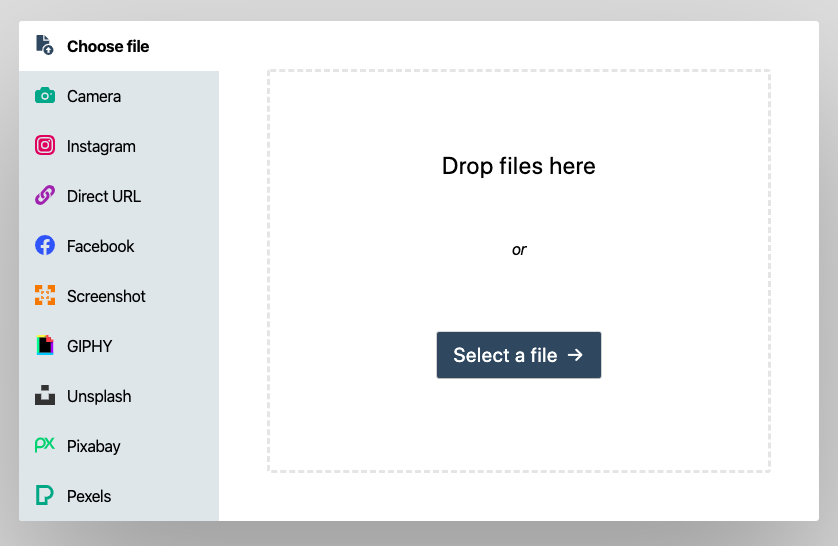 Choose file
Camera
Instagram
Direct URL
Facebook
Screenshot
GIPHY
Unsplash
Pixabay
Pexels
Drop files here
or
Select a file →